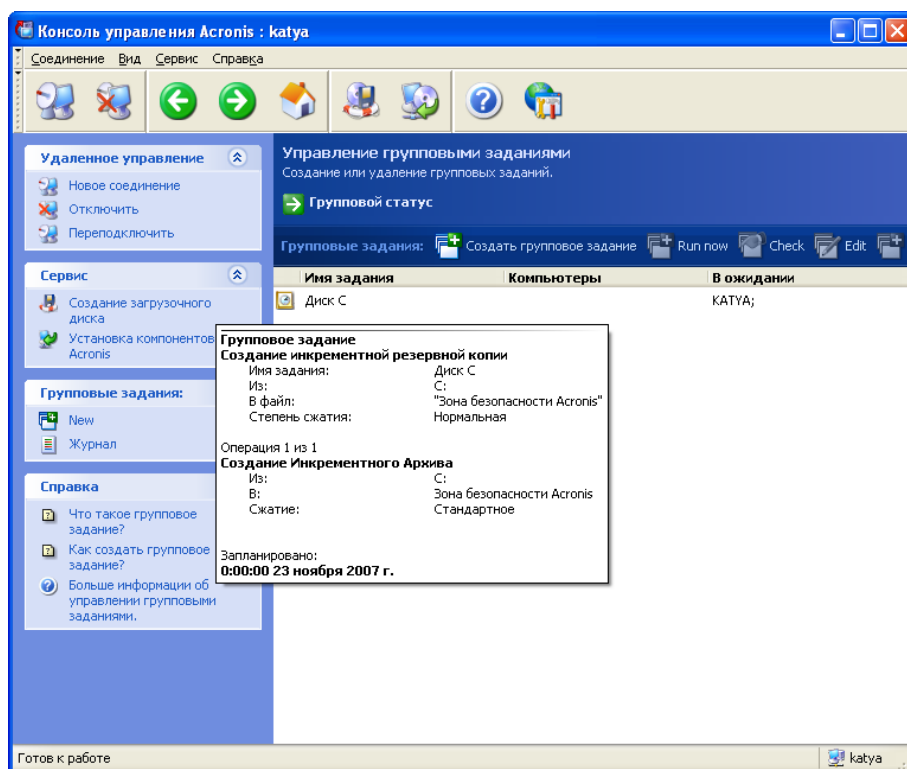 Консоль управления Acronis : katya
Соединение Вид Сервис Справка
Удаленное управление
Новое соединение
Отключить
Переподключить
Сервис
Создание загрузочного
диска
Установка компонентов
Acronis
Групповые задания:
New
Журнал
Справка
Что такое групповое
задание?
Как создать групповое
задание?
Больше информации об
управлении групповыми
заданиями.
Управление групповыми заданиями
Создание или удаление групповых заданий.
Групповой статус
Групповые задания: Создать групповое задание Run now Check Edit
Имя задания Компьютеры В ожидании
Диск C KATYA;
Групповое задание
Создание инкрементной резервной копии
Имя задания: Диск C
Из: C:
В файл: "Зона безопасности Acronis"
Степень сжатия: Нормальная
Операция 1 из 1
Создание Инкрементного Архива
Из: C:
В: Зона безопасности Acronis
Сжатие: Стандартное
Запланировано:
0:00:00 23 ноября 2007 г.
Готов к работе katya